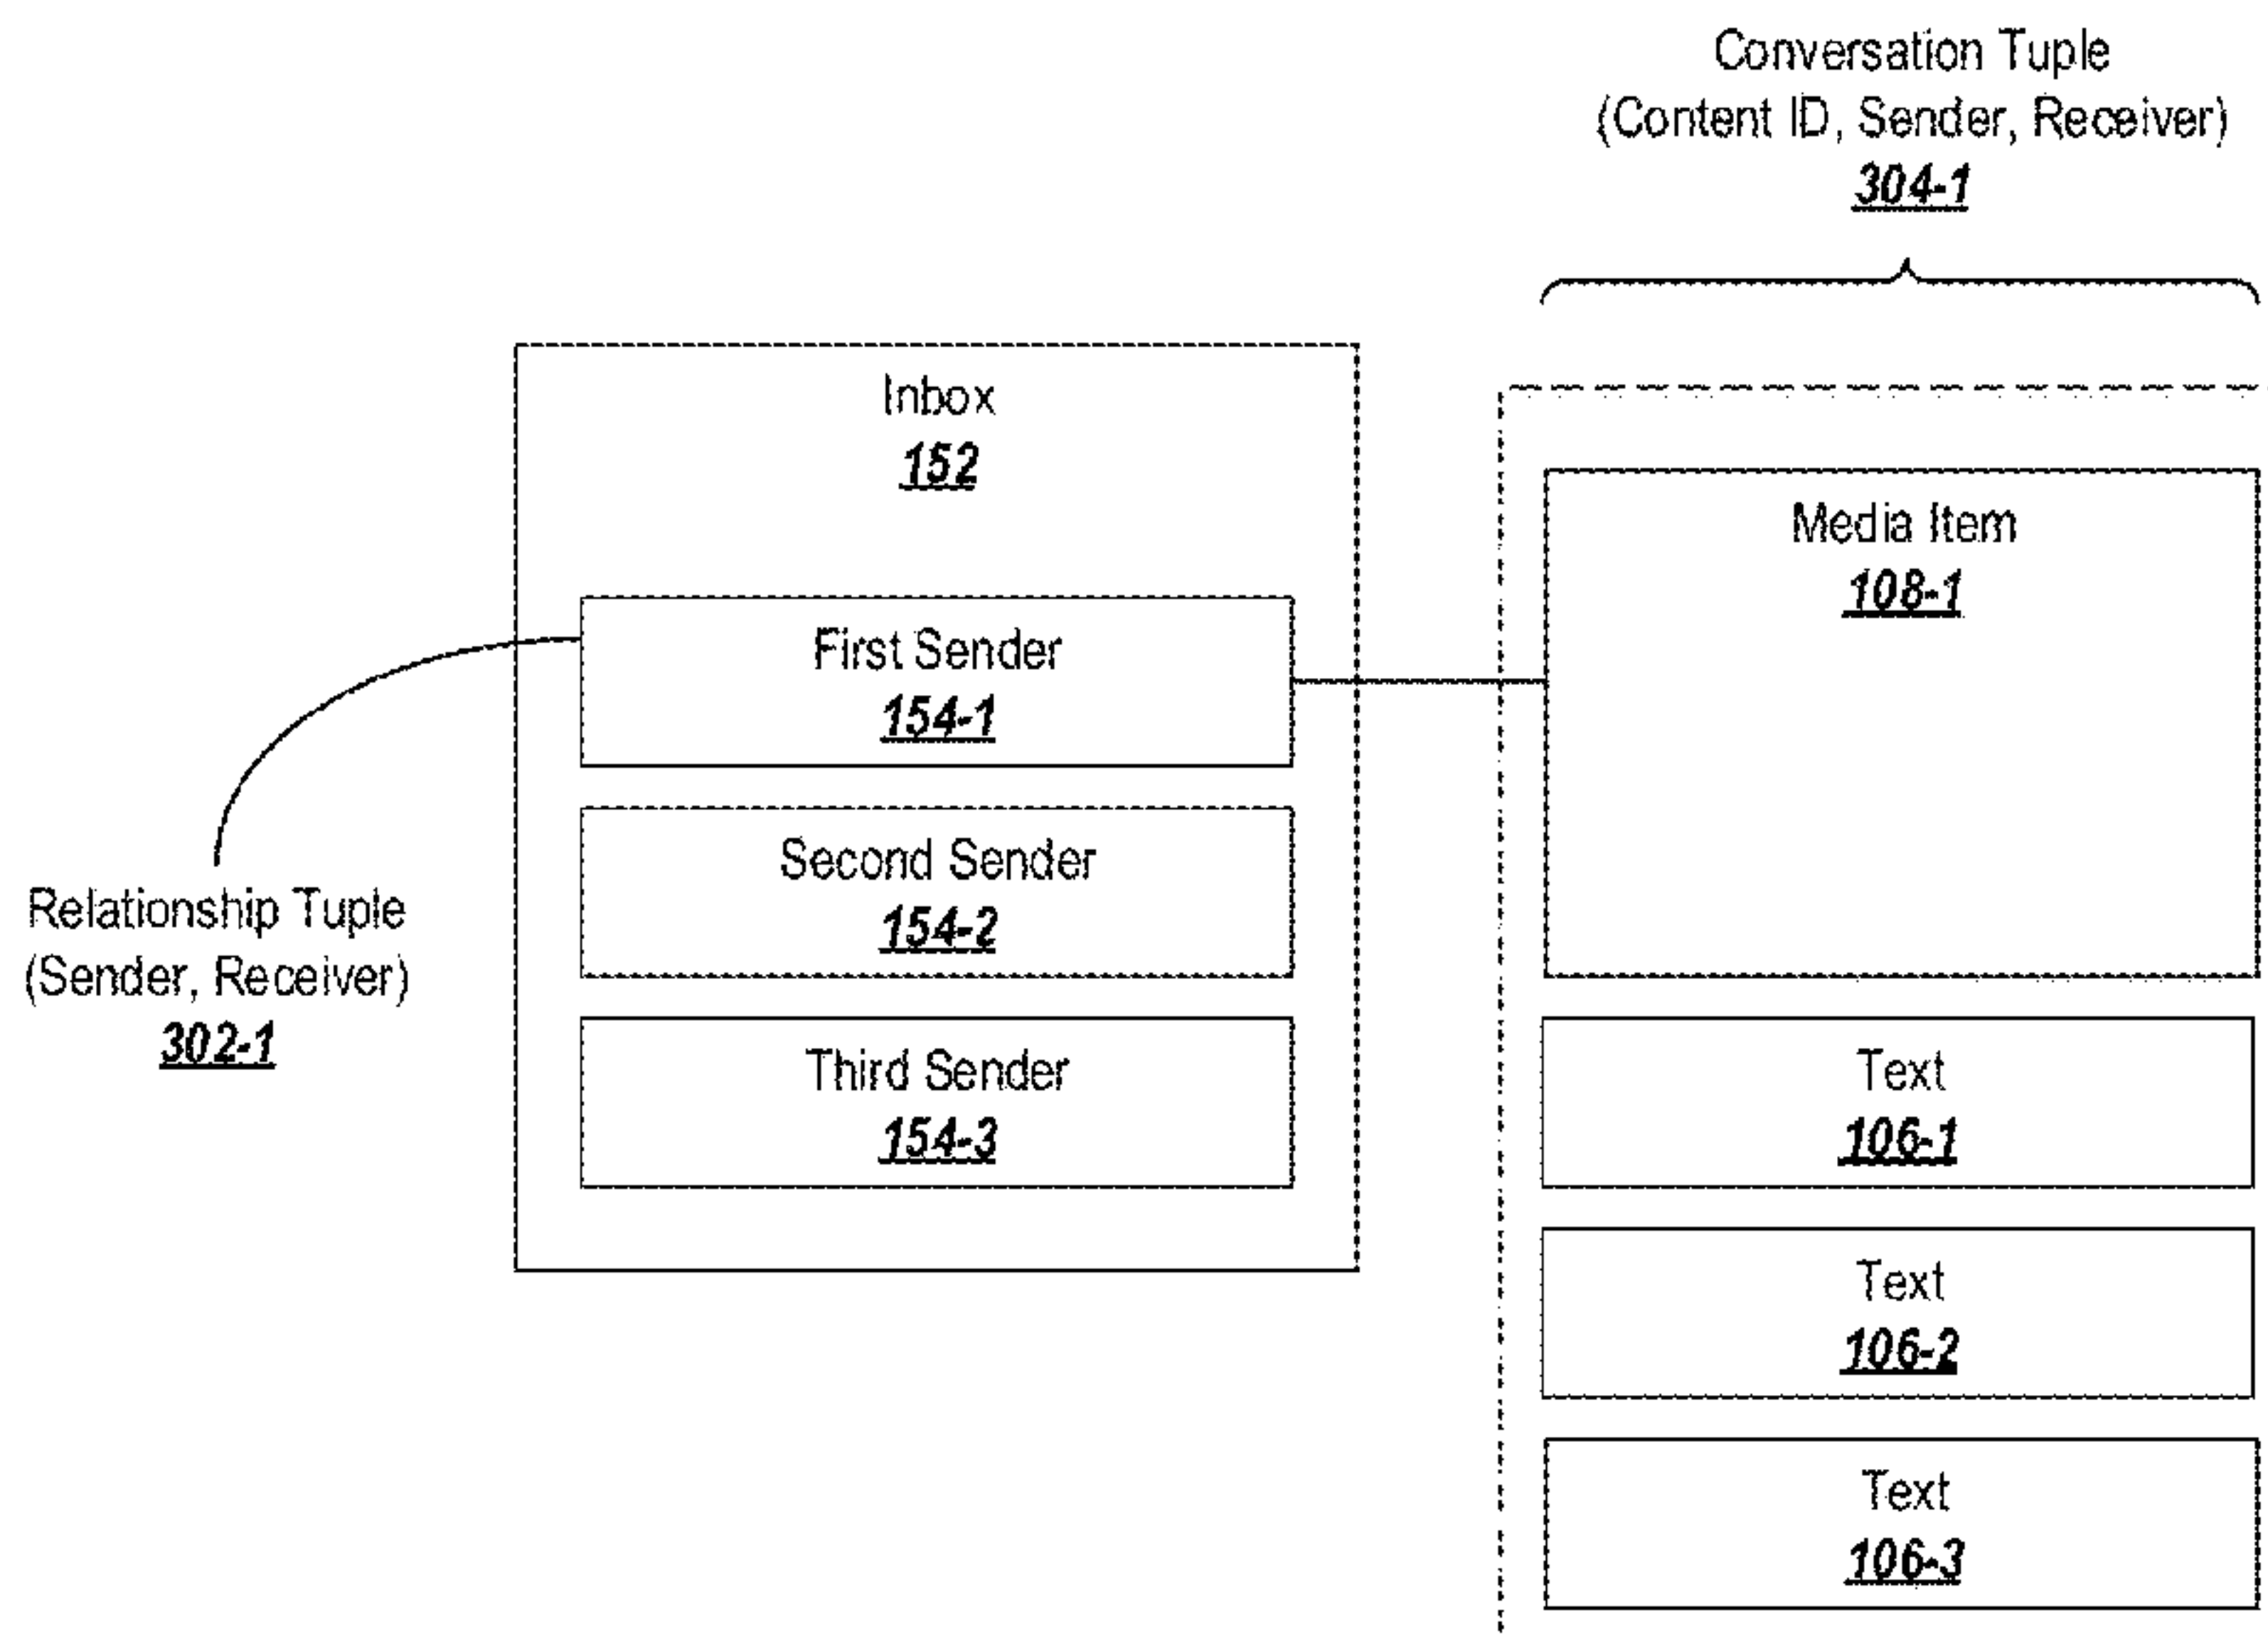 Conversation Tuple
(Content ID, Sender, Receiver)
304-1
Inbox
152
First Sender
154-1
Second Sender
154-2
Third Sender
154-3
Relationship Tuple
(Sender, Receiver)
302-1
Media Item
108-1
Text
106-1
Text
106-2
Text
106-3